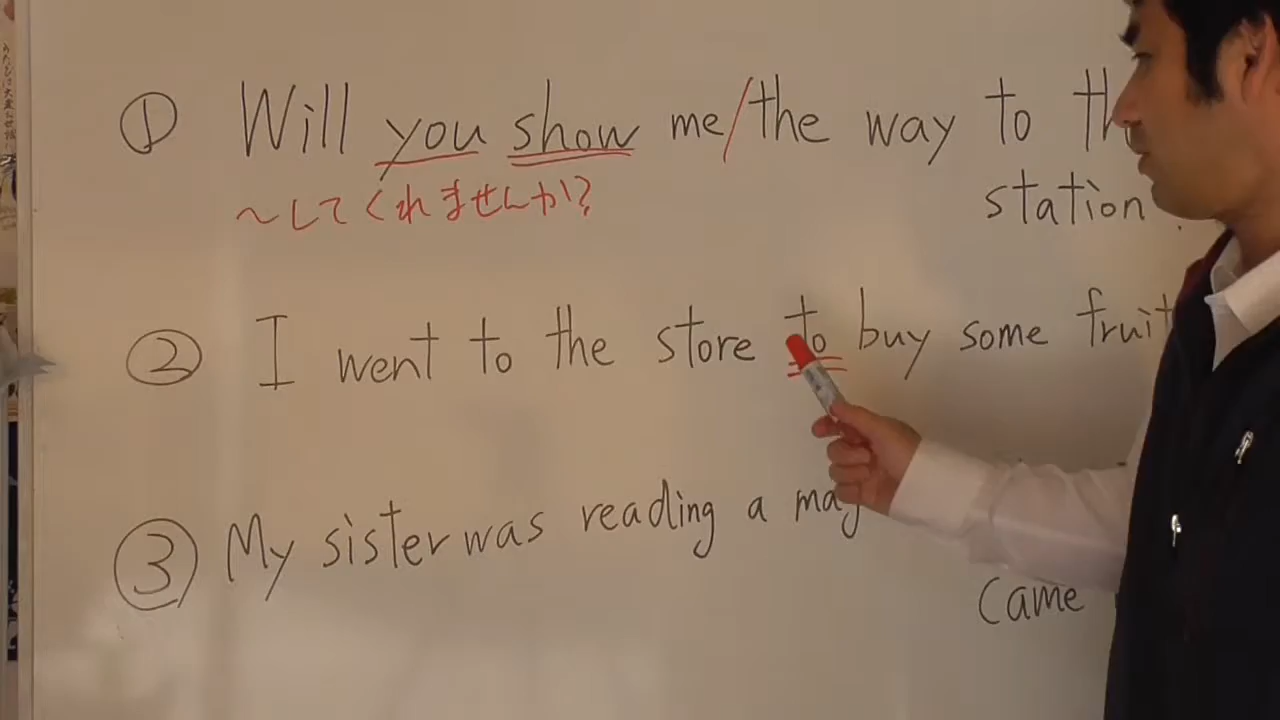 ① Will you show me/the way to th
station.
〜してくれませんか?
② I went to the store to buy some fruit
③ My sister was reading a mag
came